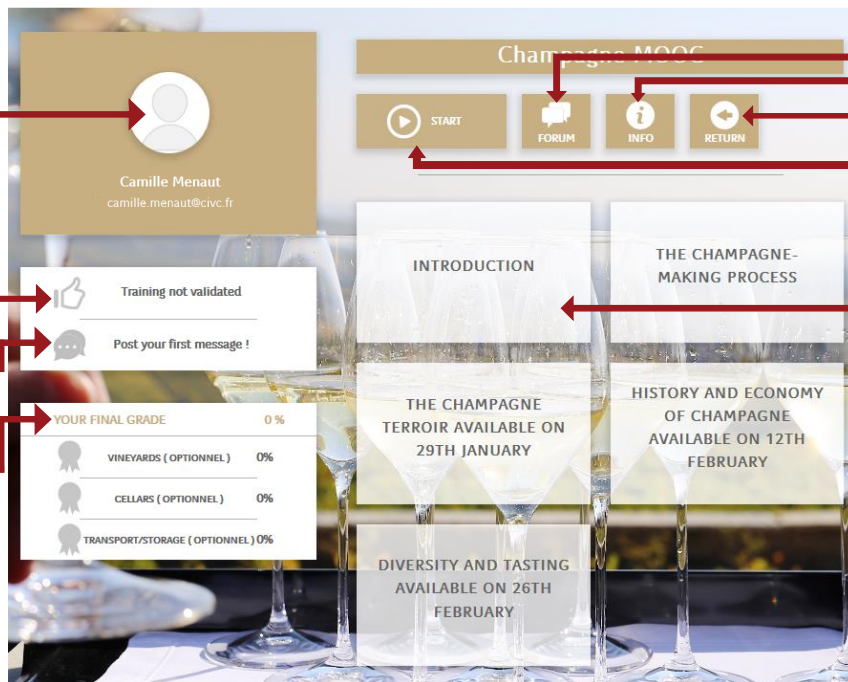 Champagne MOOC
START
FORUM
INFO
RETURN
Camille Menaut
camille.menaut@civc.fr
Training not validated
Post your first message !
YOUR FINAL GRADE 0 %
VINEYARDS ( OPTIONNEL ) 0%
CELLARS ( OPTIONNEL ) 0%
TRANSPORT/STORAGE ( OPTIONNEL ) 0%
INTRODUCTION
THE CHAMPAGNE-
MAKING PROCESS
THE CHAMPAGNE
TERROIR AVAILABLE ON
29TH JANUARY
HISTORY AND ECONOMY
OF CHAMPAGNE
AVAILABLE ON 12TH
FEBRUARY
DIVERSITY AND TASTING
AVAILABLE ON 26TH
FEBRUARY